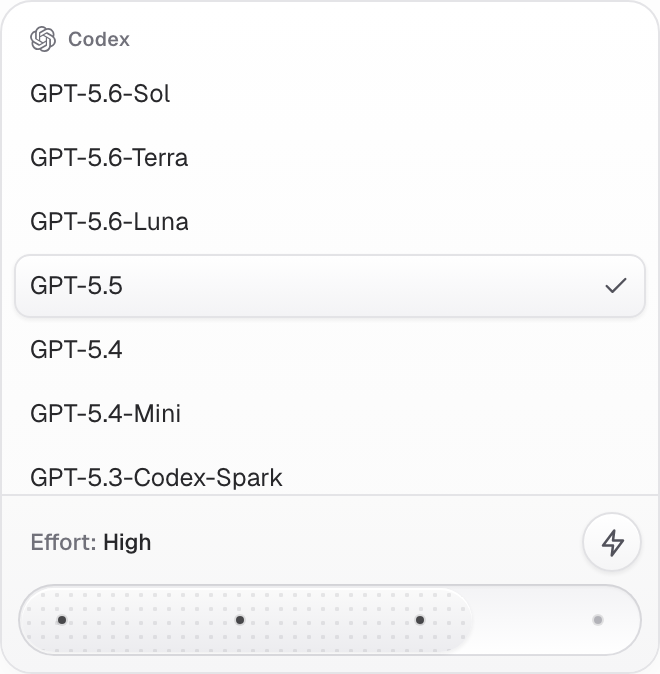 Codex
GPT-5.6-Sol
GPT-5.6-Terra
GPT-5.6-Luna
GPT-5.5
GPT-5.4
GPT-5.4-Mini
GPT-5.3-Codex-Spark
Effort: High